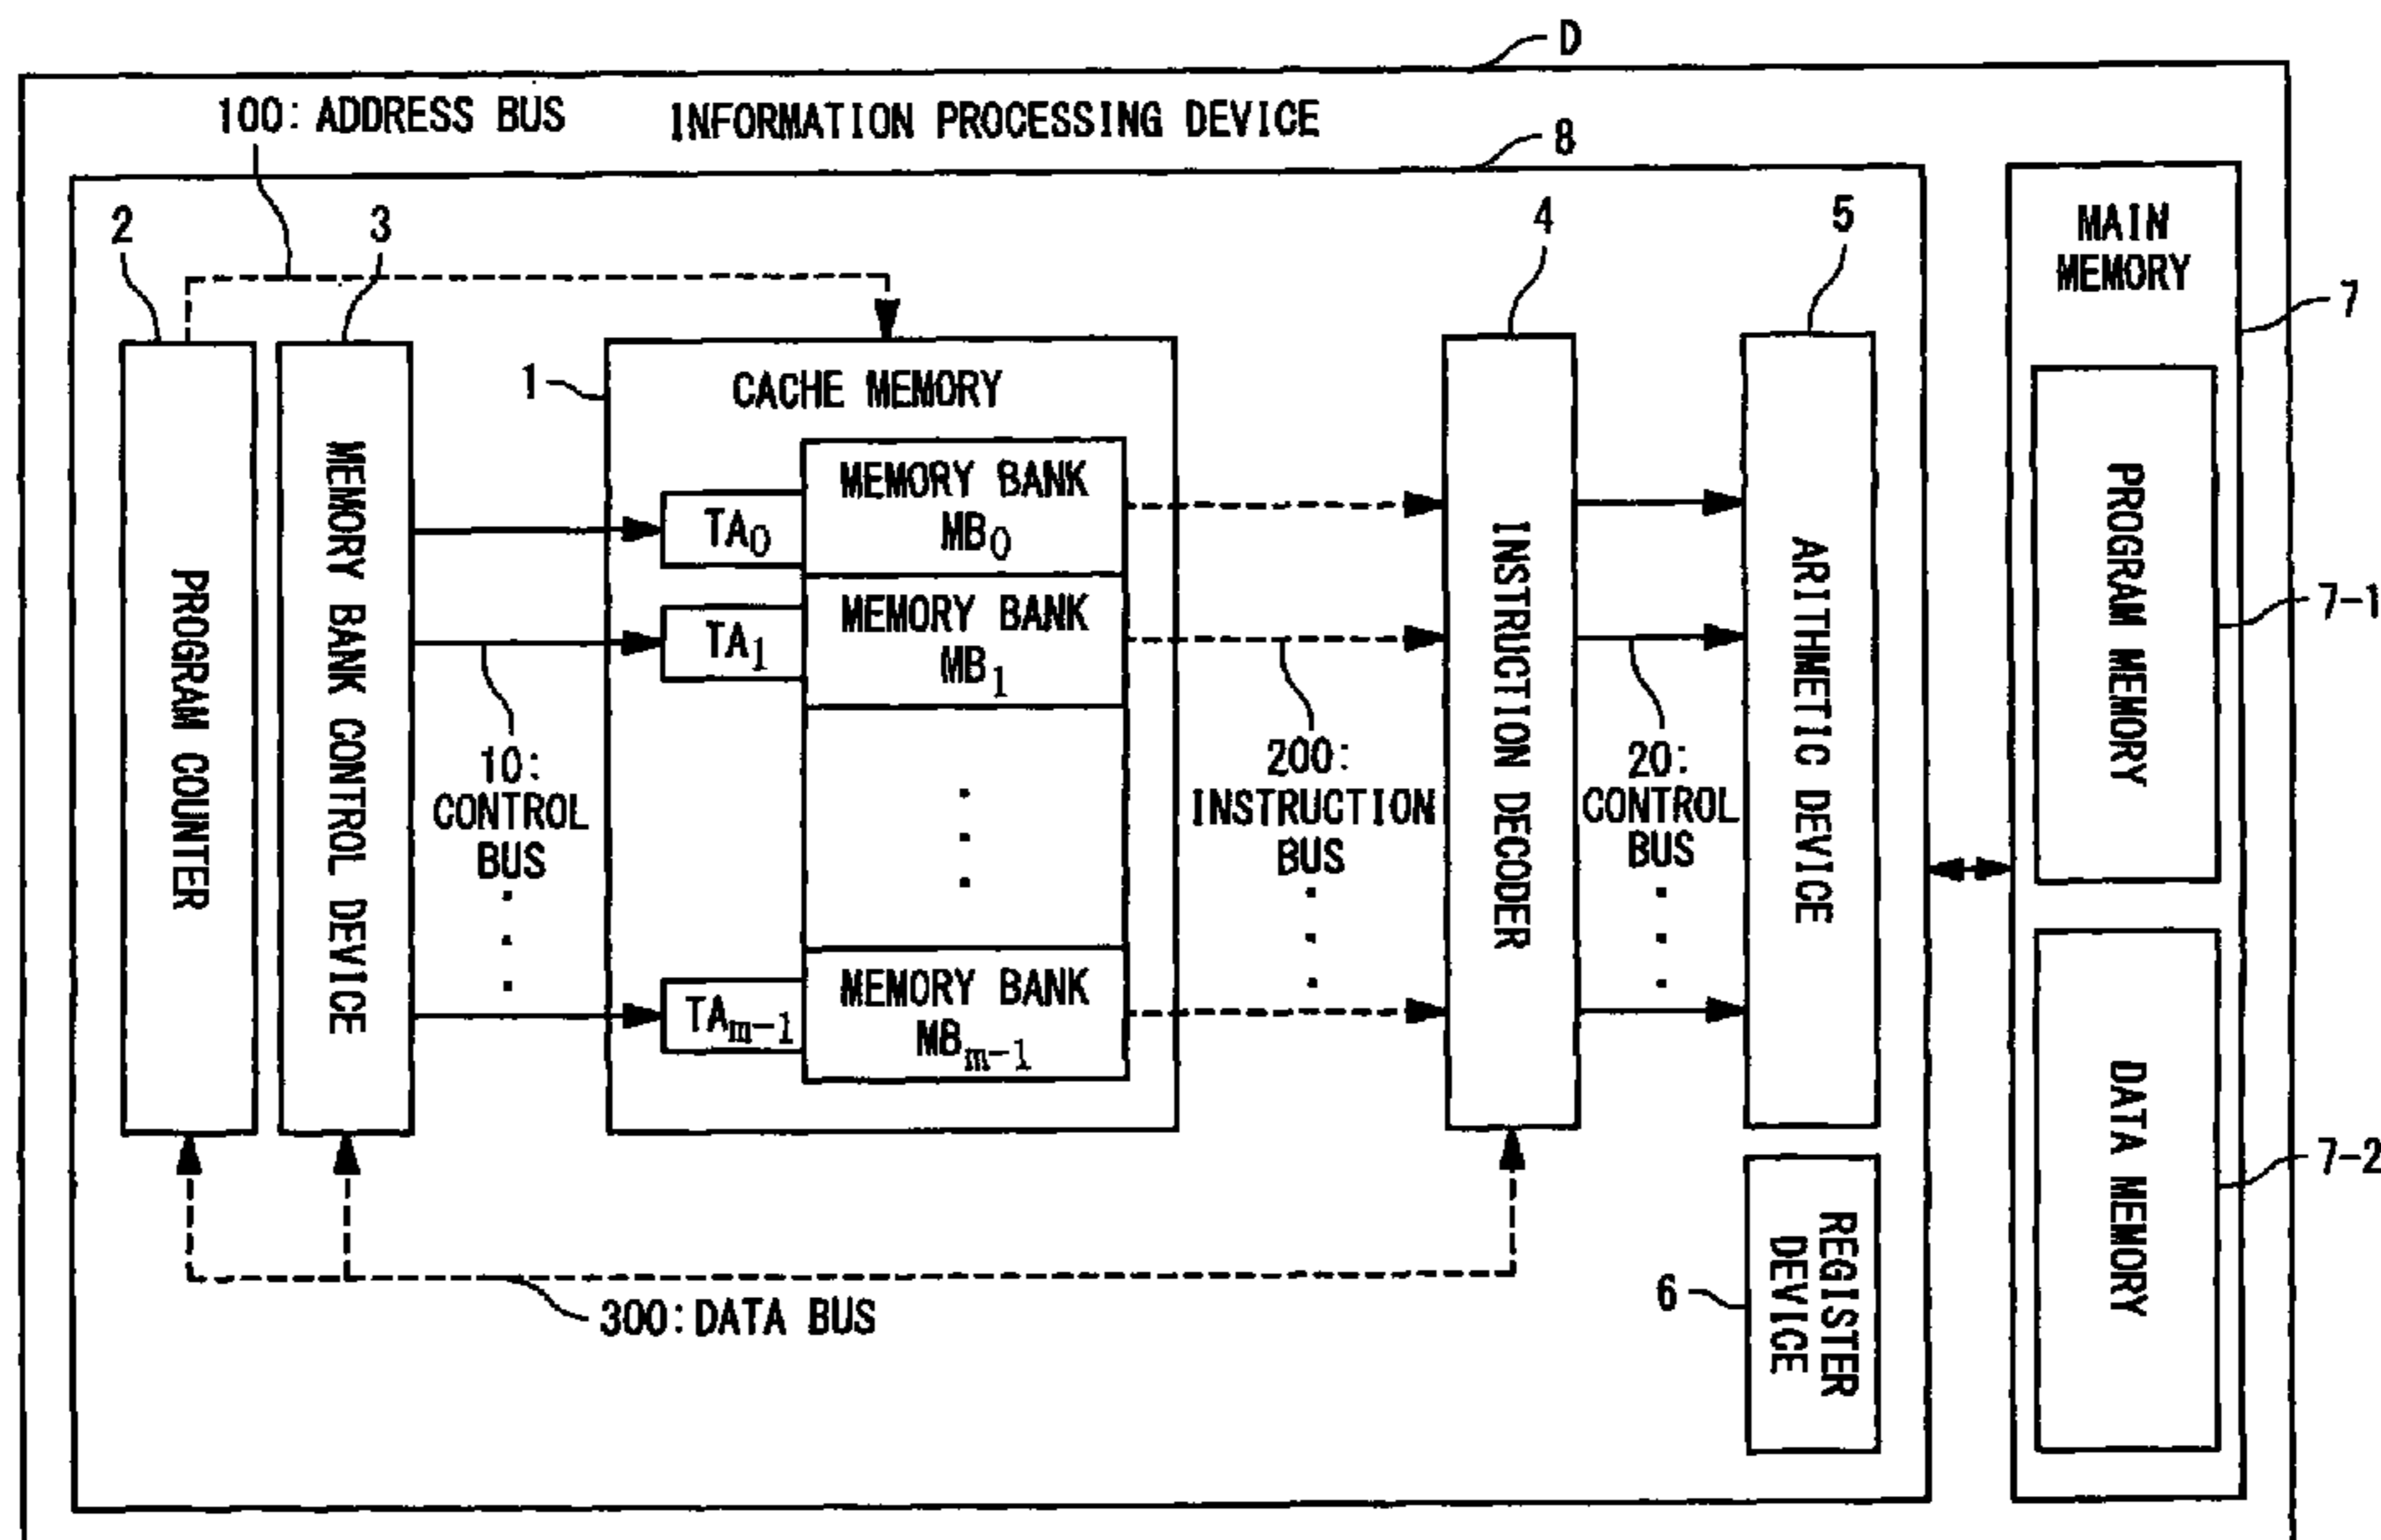 D
100: ADDRESS BUS
INFORMATION PROCESSING DEVICE
8
2
3
4
5
MAIN
MEMORY
7
1
CACHE MEMORY
PROGRAM COUNTER
MEMORY BANK CONTROL DEVICE
TA0
MEMORY BANK
MB0
TA1
MEMORY BANK
MB1
10:
CONTROL
BUS
200:
INSTRUCTION
BUS
INSTRUCTION DECODER
20:
CONTROL
BUS
ARITHMETIC DEVICE
PROGRAM MEMORY
7-1
TAm-1
MEMORY BANK
MBm-1
DATA MEMORY
7-2
REGISTER
DEVICE
6
300: DATA BUS